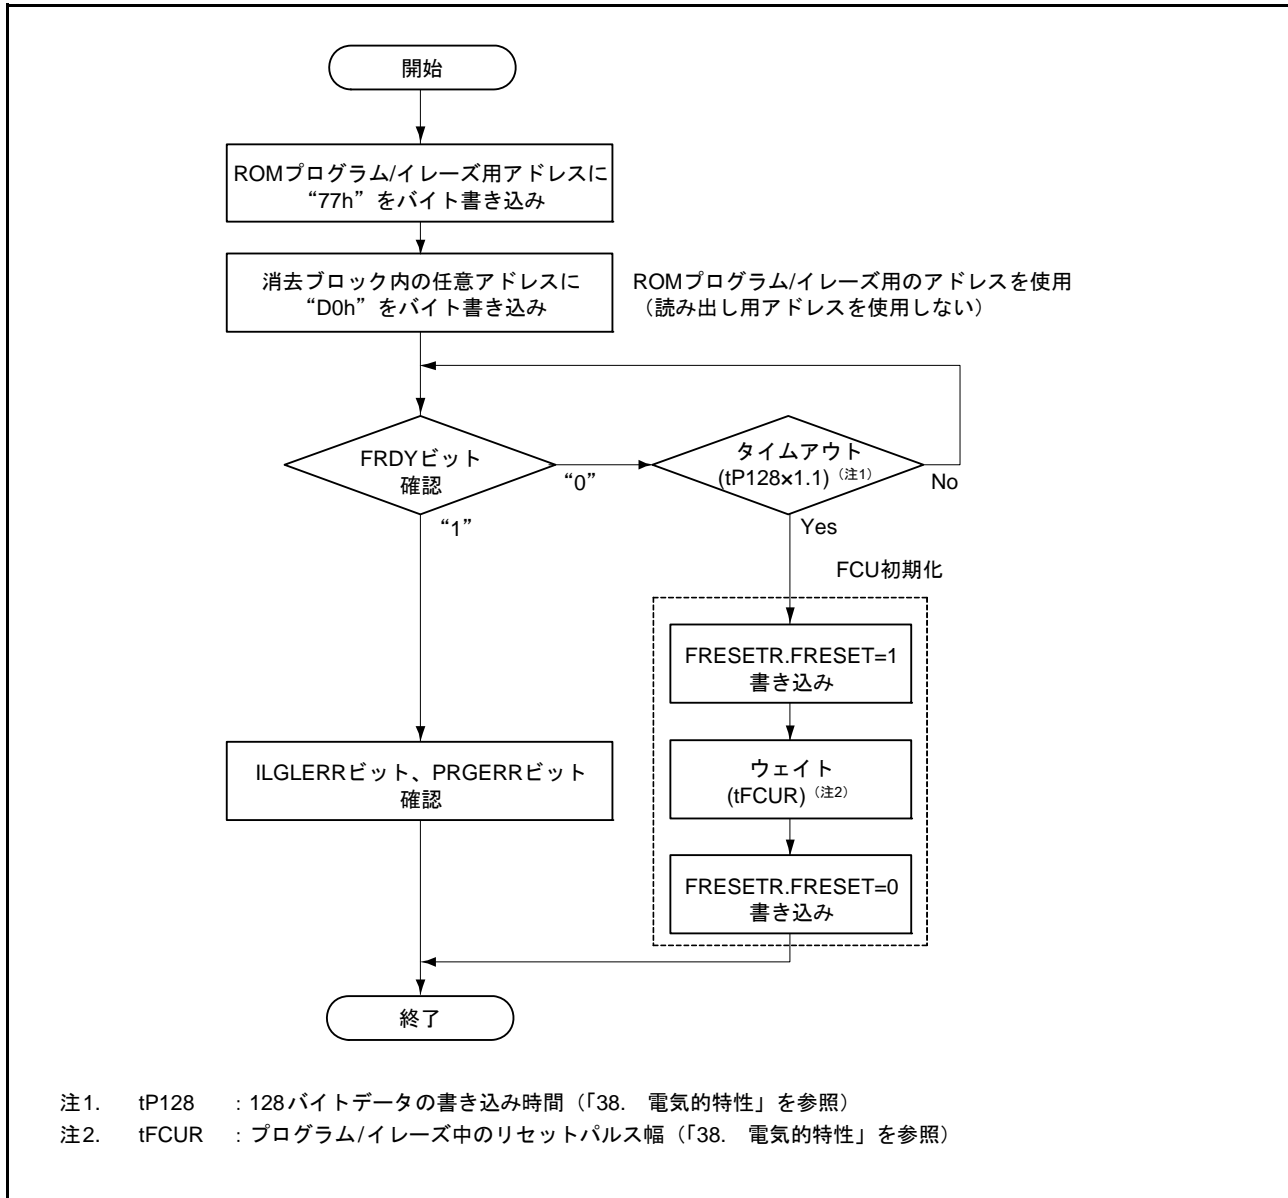 開始
ROMプログラム/イレーズ用アドレスに
“77h”をバイト書き込み
消去ブロック内の任意アドレスに
“D0h”をバイト書き込み
ROMプログラム/イレーズ用のアドレスを使用
（読み出し用アドレスを使用しない）
FRDYビット
確認
“0”
“1”
タイムアウト
(tP128×1.1)（注1）
No
Yes
FCU初期化
FRESETR.FRESET=1
書き込み
ウェイト
(tFCUR)（注2）
FRESETR.FRESET=0
書き込み
ILGLERRビット、PRGERRビット
確認
終了
注1. tP128 : 128バイトデータの書き込み時間（「38. 電気的特性」を参照）
注2. tFCUR : プログラム/イレーズ中のリセットパルス幅（「38. 電気的特性」を参照）